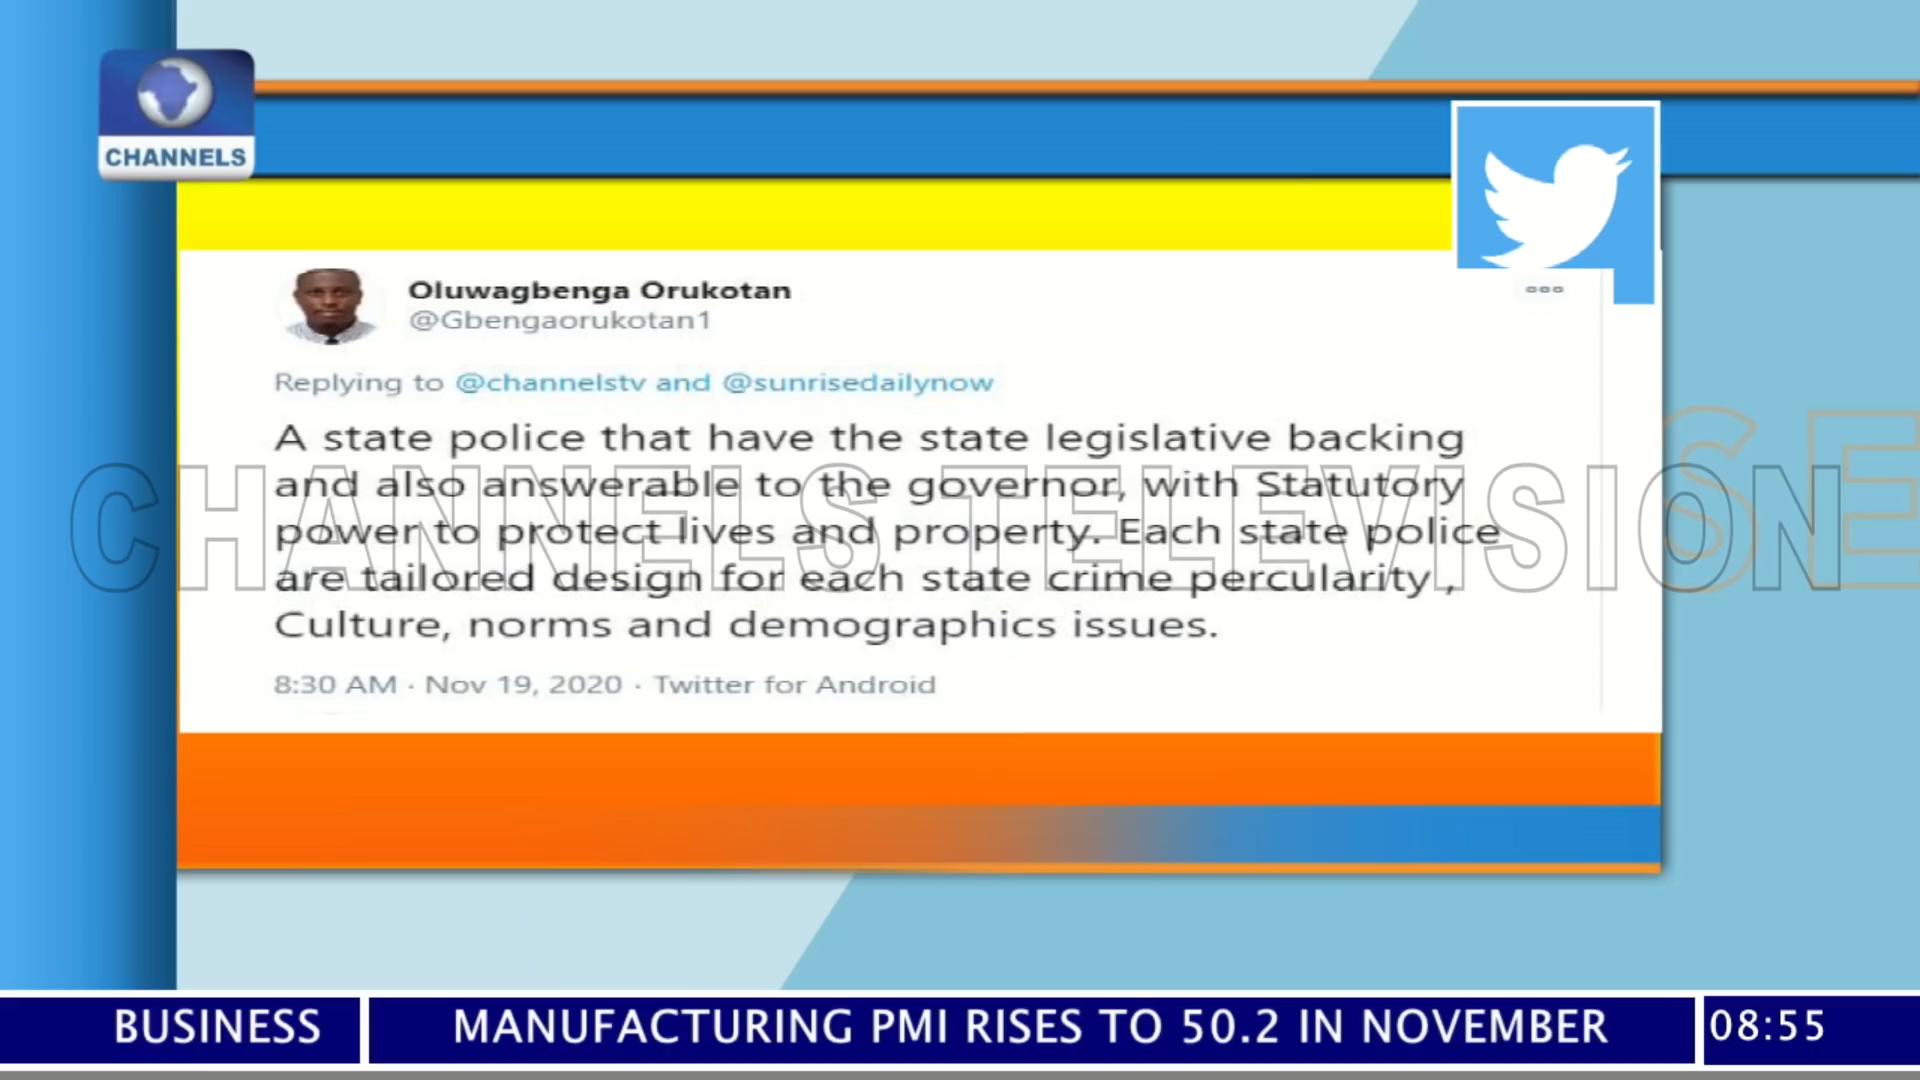 CHANNELS
Oluwagbenga Orukotan
@Gbengaorukotan1
Replying to @channelstv and @sunrisedailynow
A state police that have the state legislative backing
and also answerable to the governor, with Statutory
power to protect lives and property. Each state police
are tailored design for each state crime percularity ,
Culture, norms and demographics issues.
8:30 AM · Nov 19, 2020 · Twitter for Android
CHANNELS TELEVISION
SE
BUSINESS
MANUFACTURING PMI RISES TO 50.2 IN NOVEMBER
08:55